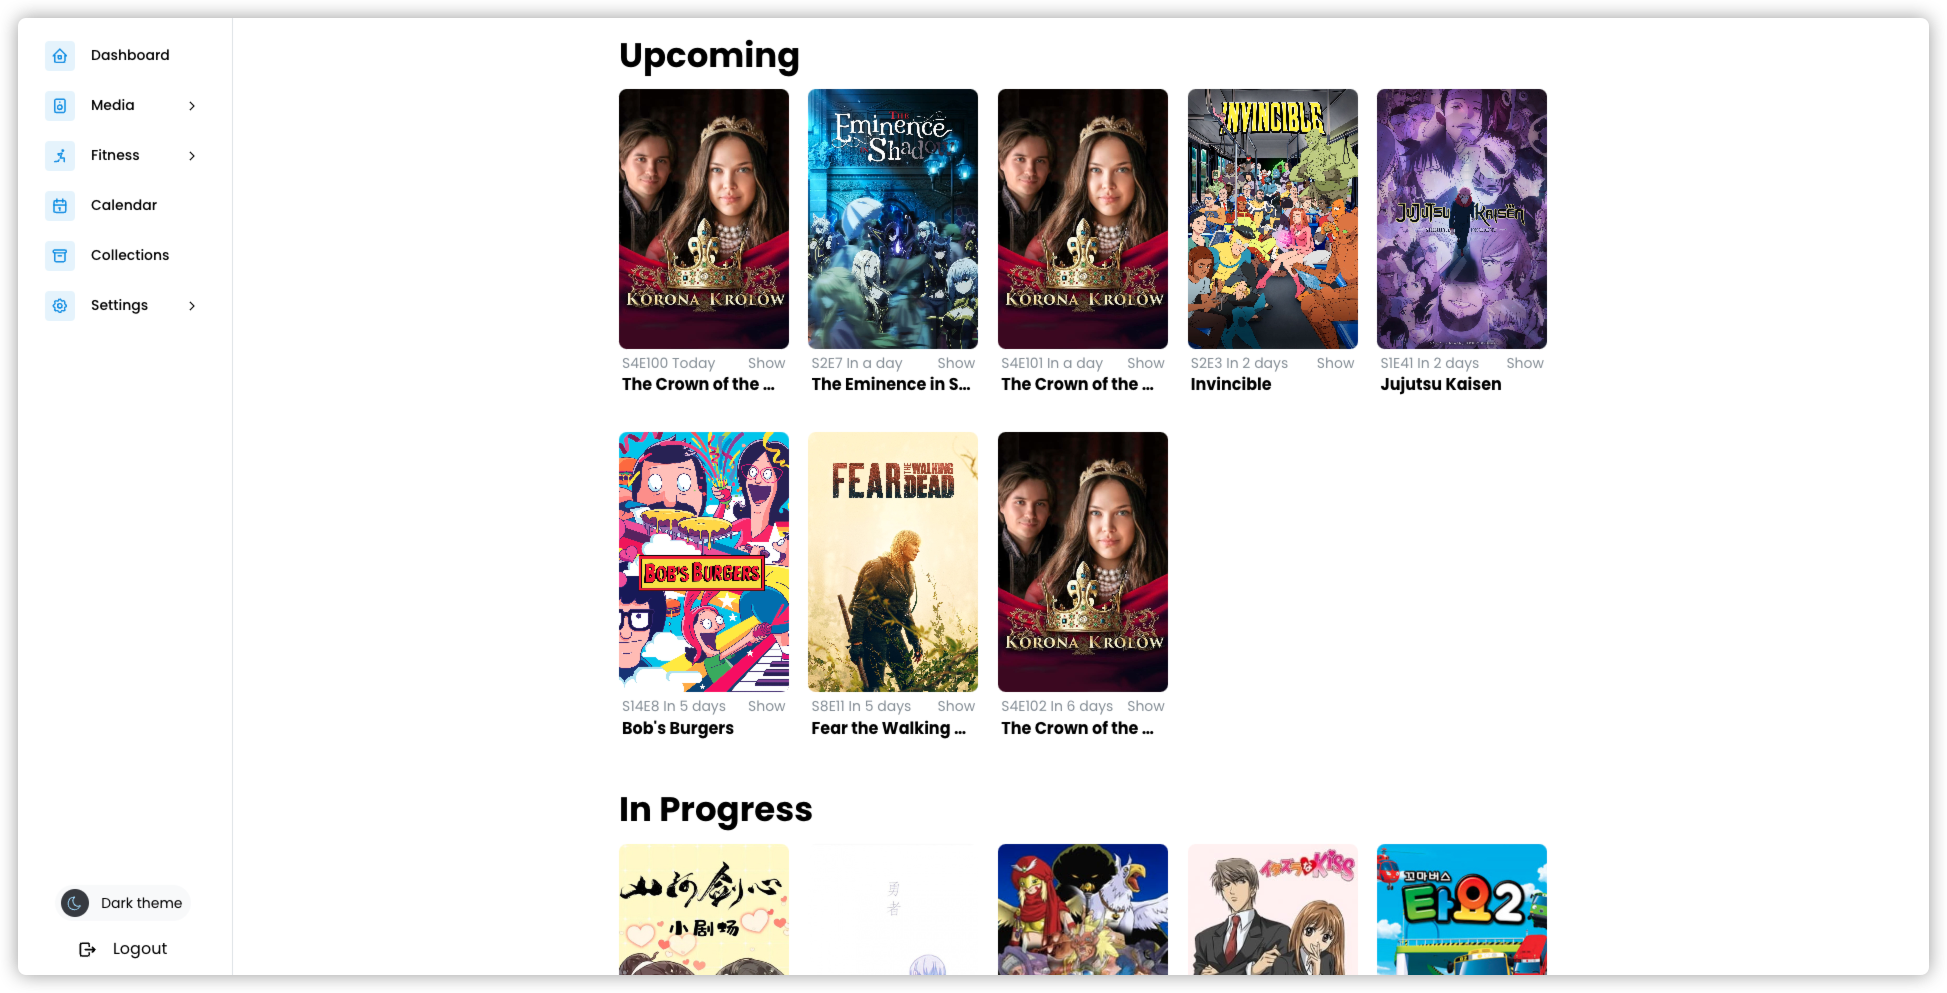 Dashboard
Media
Fitness
Calendar
Collections
Settings
Dark theme
Logout
Upcoming
KORONA KRÓLÓW
S4E100 Today Show
The Crown of the ...
The
Eminence
Shadow
S2E7 In a day Show
The Eminence in S...
KORONA KRÓLÓW
S4E101 In a day Show
The Crown of the ...
INVINCIBLE
S2E3 In 2 days Show
Invincible
JUJUTSU KAISEN
S1E41 In 2 days Show
Jujutsu Kaisen
BOB'S BURGERS
S14E8 In 5 days Show
Bob's Burgers
FEAR THE WALKING DEAD
S8E11 In 5 days Show
Fear the Walking ...
KORONA KRÓLÓW
S4E102 In 6 days Show
The Crown of the ...
In Progress
山河剑心
小剧场
勇者
イタズラなKiss
꼬마버스
타요2